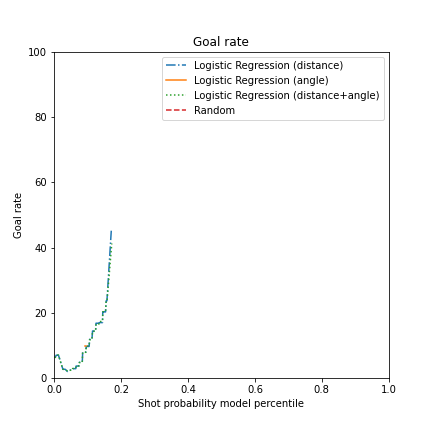 Goal rate
100
80
60
40
20
0
Goal rate
Logistic Regression (distance)
Logistic Regression (angle)
Logistic Regression (distance+angle)
Random
0.0 0.2 0.4 0.6 0.8 1.0
Shot probability model percentile